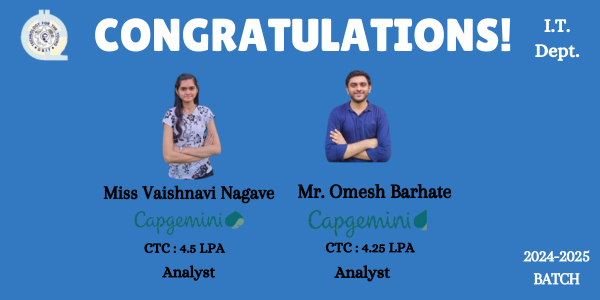 CONGRATULATIONS!
I.T.
Dept.
Miss Vaishnavi Nagave
Mr. Omesh Barhate
Capgemini
Capgemini
CTC : 4.5 LPA
CTC : 4.25 LPA
Analyst
Analyst
2024-2025
BATCH